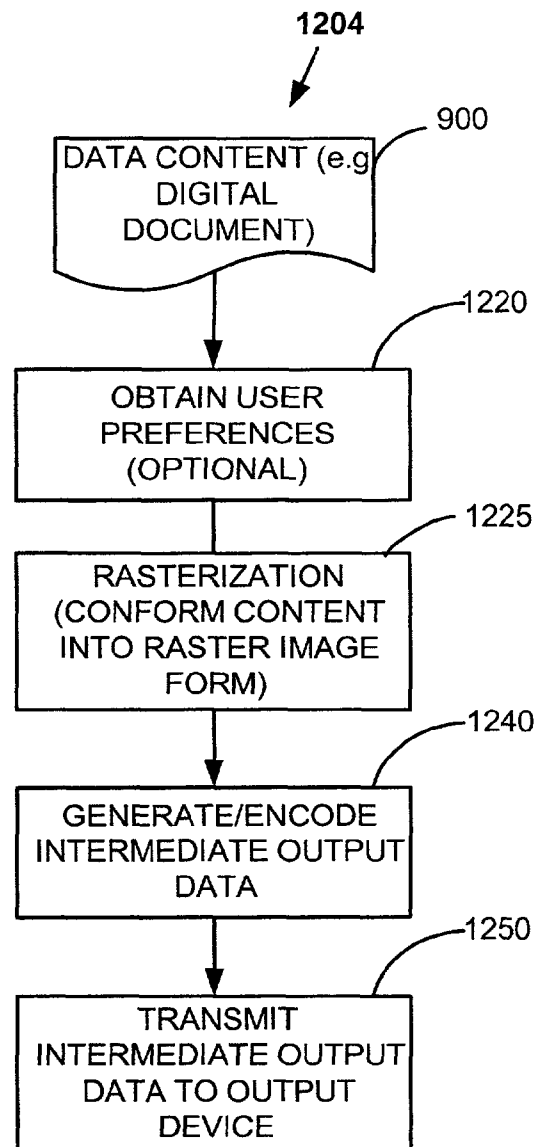 1204
900
DATA CONTENT (e.g
DIGITAL
DOCUMENT)
1220
OBTAIN USER
PREFERENCES
(OPTIONAL)
1225
RASTERIZATION
(CONFORM CONTENT
INTO RASTER IMAGE
FORM)
1240
GENERATE/ENCODE
INTERMEDIATE OUTPUT
DATA
1250
TRANSMIT
INTERMEDIATE OUTPUT
DATA TO OUTPUT
DEVICE